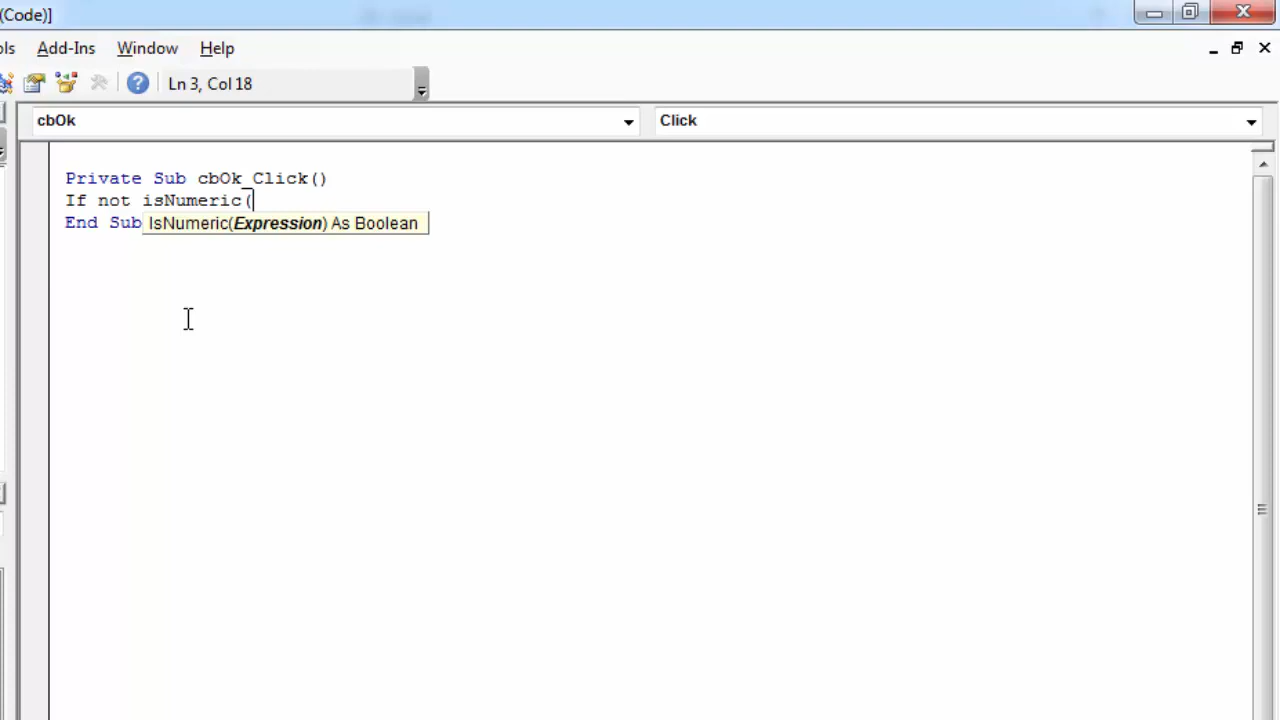 (Code)]
ols Add-Ins Window Help
Ln 3, Col 18
cbOk Click
Private Sub cbOk_Click()
If not isNumeric(
End Sub IsNumeric(Expression) As Boolean